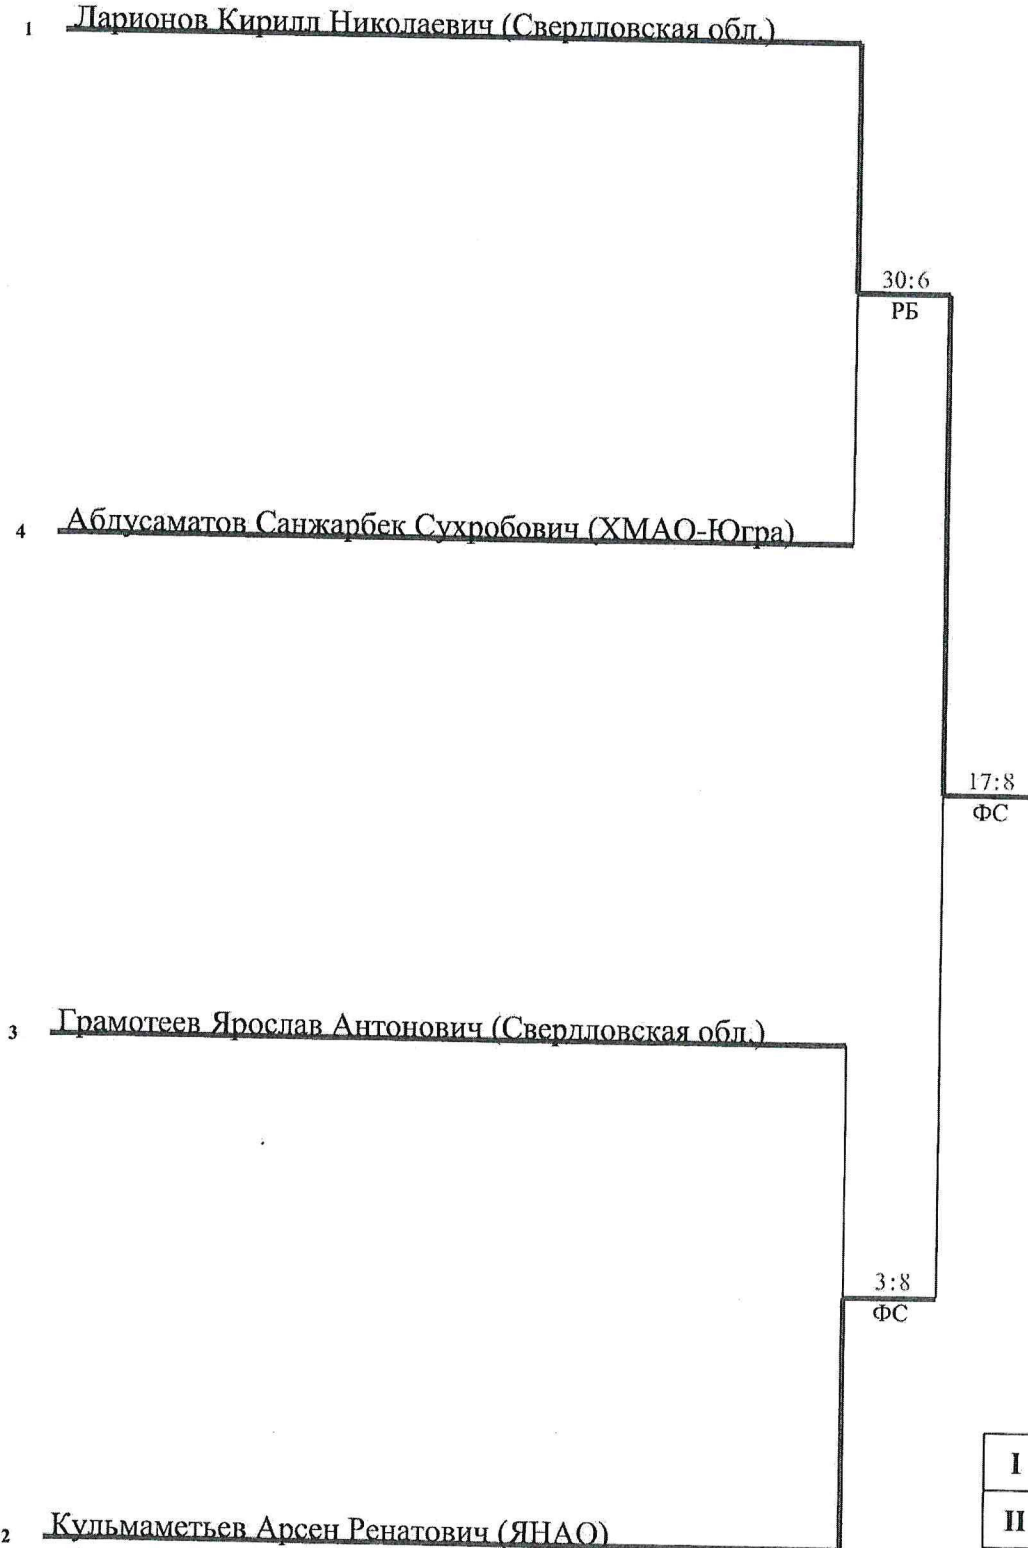 1 Ларионов Кирилл Николаевич (Свердловская обл.)
30:6
РБ
4 Абдусаматов Санжарбек Сухробович (ХМАО-Югра)
17:8
ФС
3 Грамотеев Ярослав Антонович (Свердловская обл.)
3:8
ФС
I
II
2 Кульмаметьев Арсен Ренатович (ЯНАО)